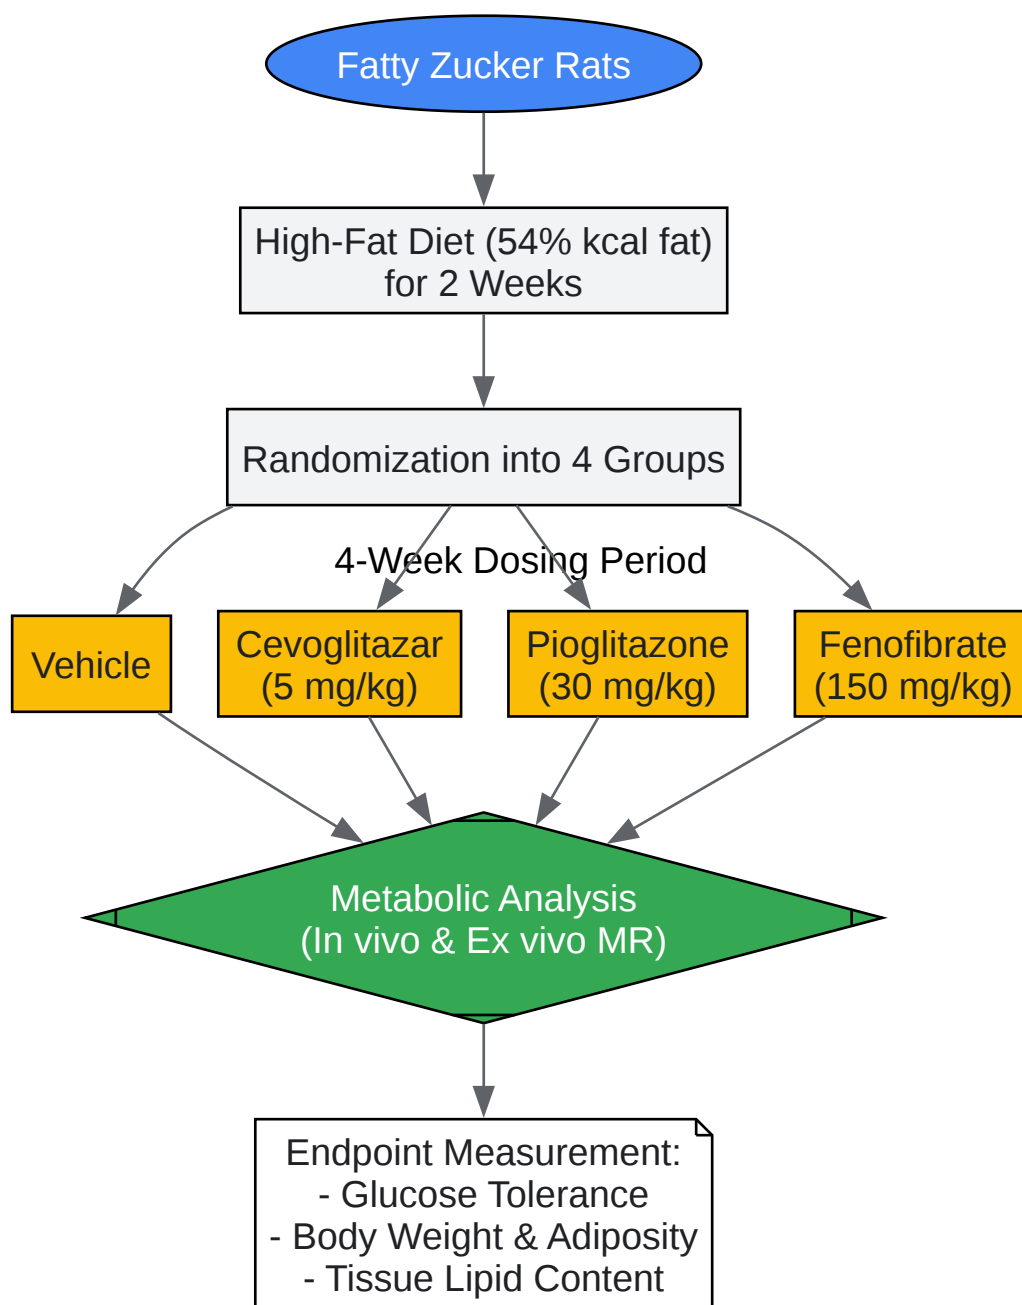 Fatty Zucker Rats
High-Fat Diet (54% kcal fat)
for 2 Weeks
Randomization into 4 Groups
4-Week Dosing Period
Vehicle
Cevoglitazar
(5 mg/kg)
Pioglitazone
(30 mg/kg)
Fenofibrate
(150 mg/kg)
Metabolic Analysis
(In vivo & Ex vivo MR)
Endpoint Measurement:
- Glucose Tolerance
- Body Weight & Adiposity
- Tissue Lipid Content